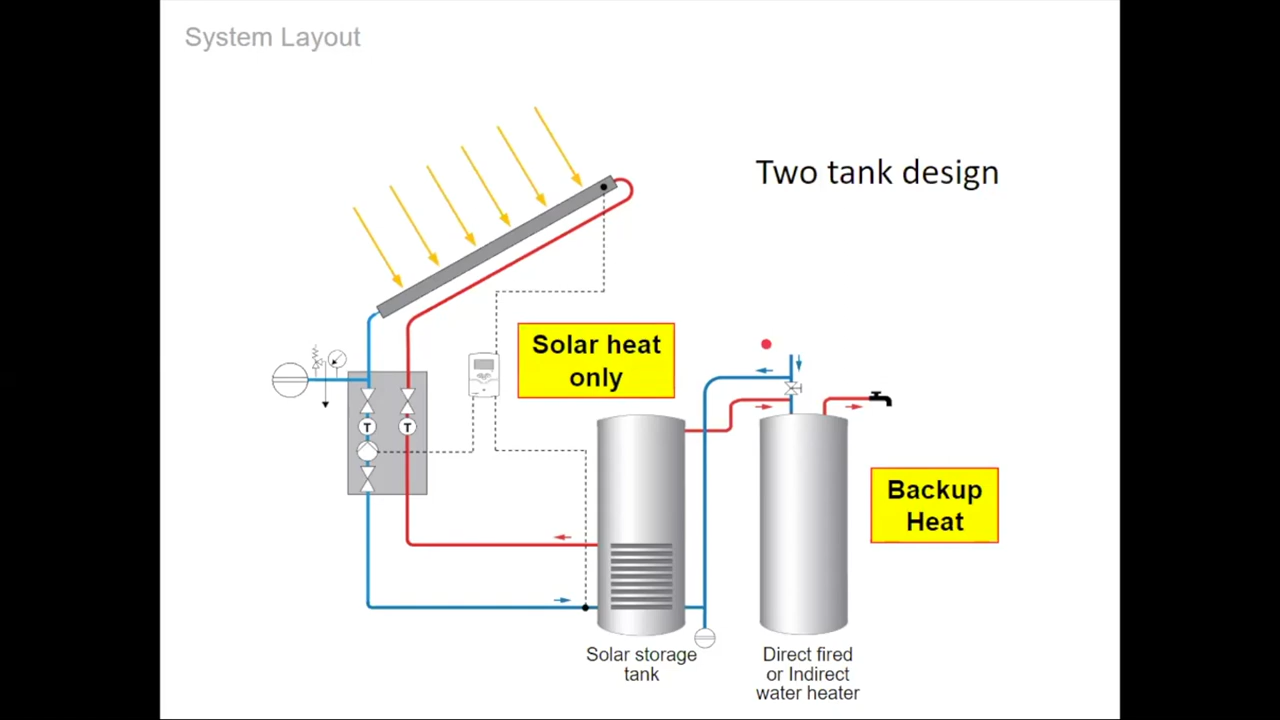 System Layout
Two tank design
Solar heat
only
T
T
Backup
Heat
Solar storage
tank
Direct fired
or Indirect
water heater